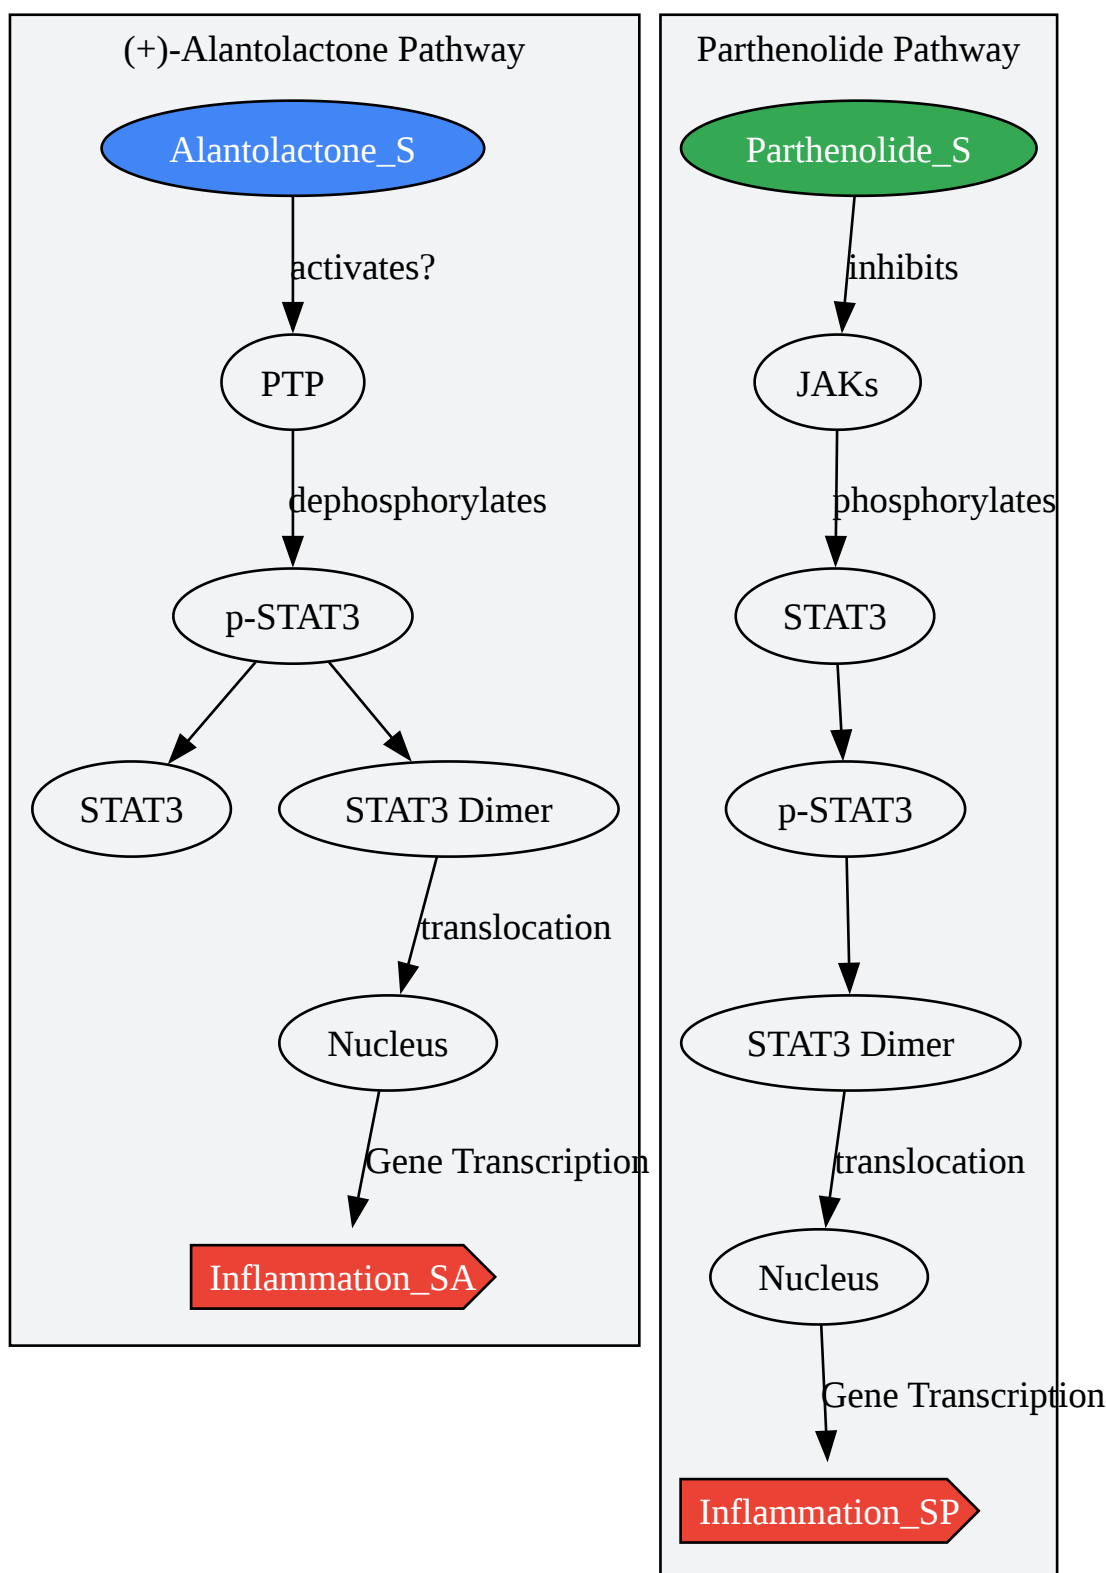 (+)-Alantolactone Pathway
Alantolactone_S
activates?
PTP
dephosphorylates
p-STAT3
STAT3
STAT3 Dimer
translocation
Nucleus
Gene Transcription
Inflammation_SA
Parthenolide Pathway
Parthenolide_S
inhibits
JAKs
phosphorylates
STAT3
p-STAT3
STAT3 Dimer
translocation
Nucleus
Gene Transcription
Inflammation_SP